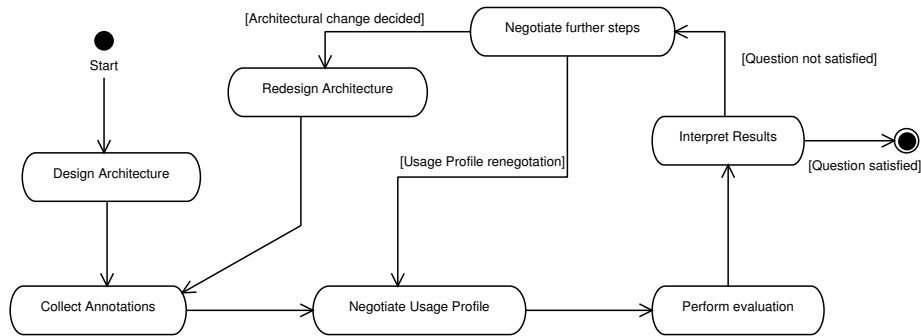 [Architectural change decided]
Negotiate further steps
Start
[Question not satisfied]
Redesign Architecture
Interpret Results
[Usage Profile renegotation]
[Question satisfied]
Design Architecture
Collect Annotations
Negotiate Usage Profile
Perform evaluation